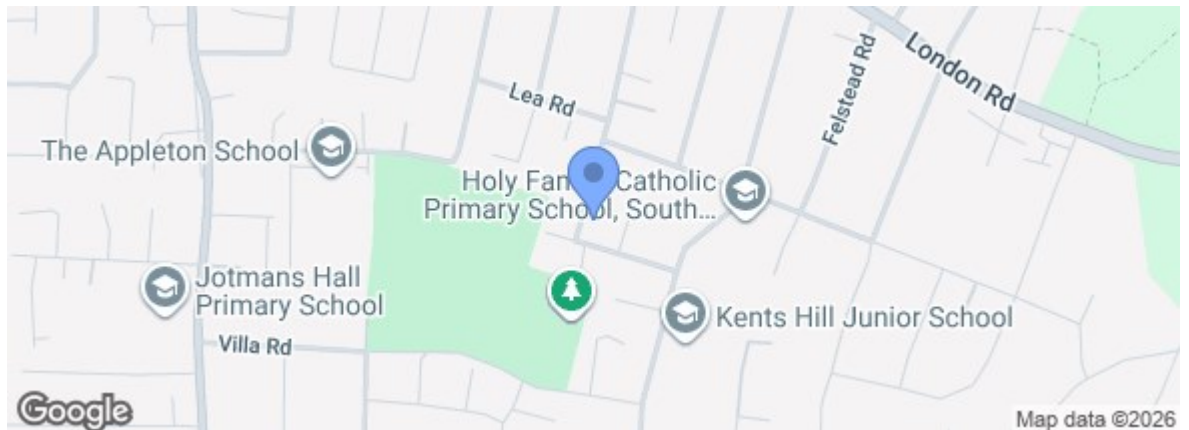 London Rd
Felstead Rd
Lea Rd
The Appleton School
Holy Family Catholic
Primary School, South...
Jotmans Hall
Primary School
Kents Hill Junior School
Villa Rd
Google
Map data ©2026